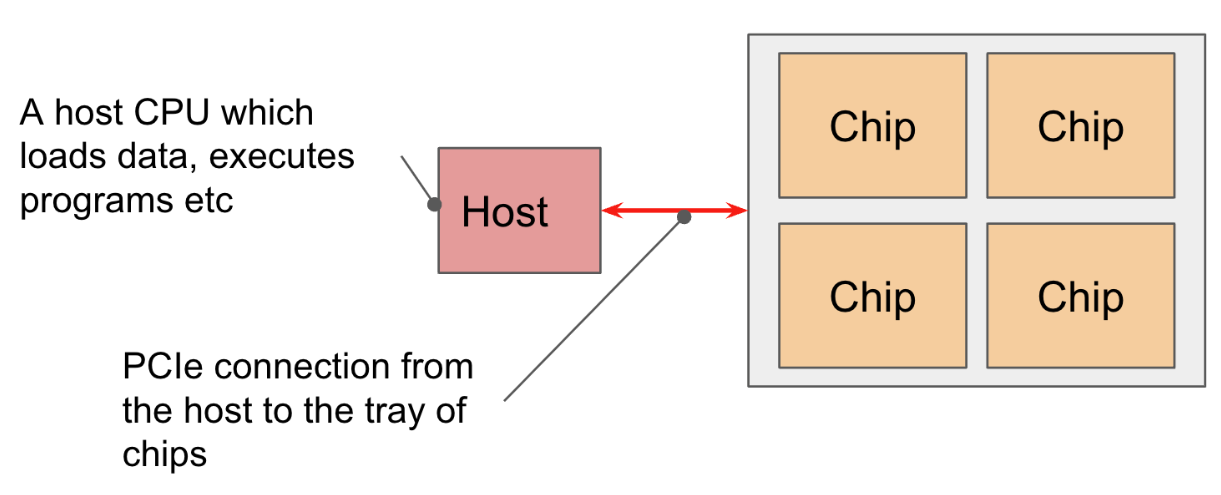 A host CPU which
loads data, executes
programs etc
Host
Chip
Chip
Chip
Chip
PCIe connection from
the host to the tray of
chips